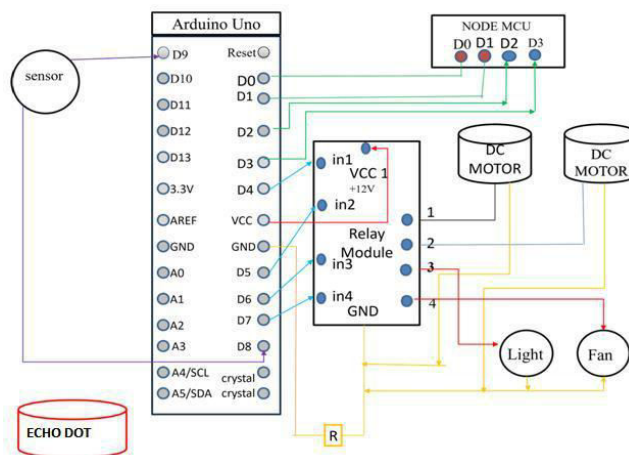 Arduino Uno
D9
Reset
D10
D0
D11
D1
D12
D2
D13
D3
3.3V
D4
AREF
VCC
GND
GND
A0
D5
A1
D6
A2
D7
A3
D8
A4/SCL
crystal
A5/SDA
crystal
sensor
ECHO DOT
NODE MCU
D0
D1
D2
D3
in1
VCC 1
+12V
in2
Relay
Module
in3
in4
GND
1
2
3
4
DC
MOTOR
DC
MOTOR
Light
Fan
R